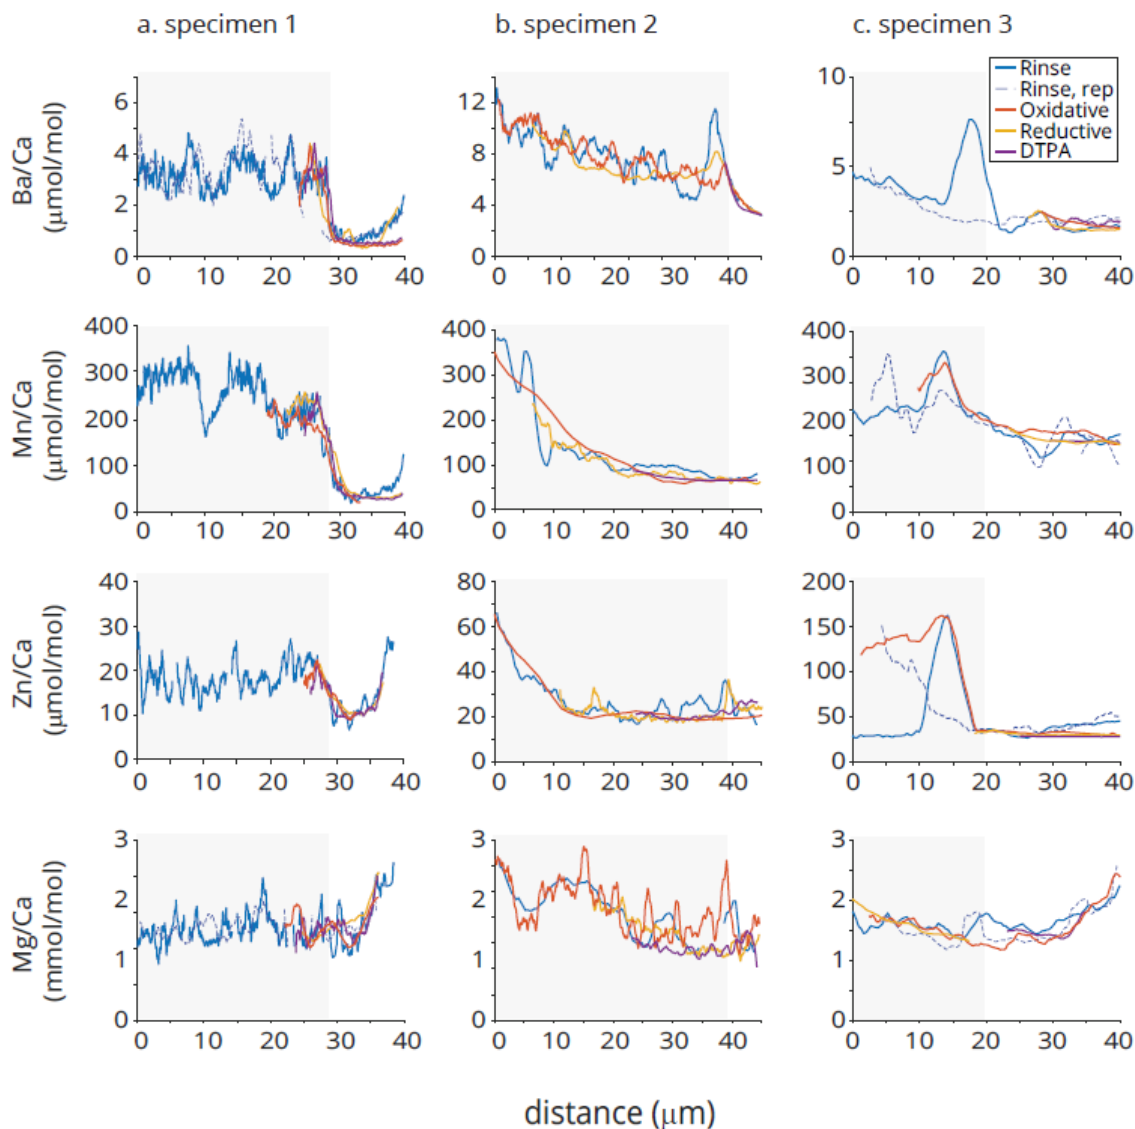 a. specimen 1
b. specimen 2
c. specimen 3
Rinse
Rinse, rep
Oxidative
Reductive
DTPA
Ba/Ca
(μmol/mol)
6
4
2
0
0 10 20 30 40
12
8
4
0
0 10 20 30 40
10
5
0
0 10 20 30 40
Mn/Ca
(μmol/mol)
400
300
200
100
0
0 10 20 30 40
400
300
200
100
0
0 10 20 30 40
400
300
200
100
0
0 10 20 30 40
Zn/Ca
(μmol/mol)
40
30
20
10
0
0 10 20 30 40
80
60
40
20
0
0 10 20 30 40
200
150
100
50
0
0 10 20 30 40
Mg/Ca
(mmol/mol)
3
2
1
0
0 10 20 30 40
3
2
1
0
0 10 20 30 40
3
2
1
0
0 10 20 30 40
distance (μm)